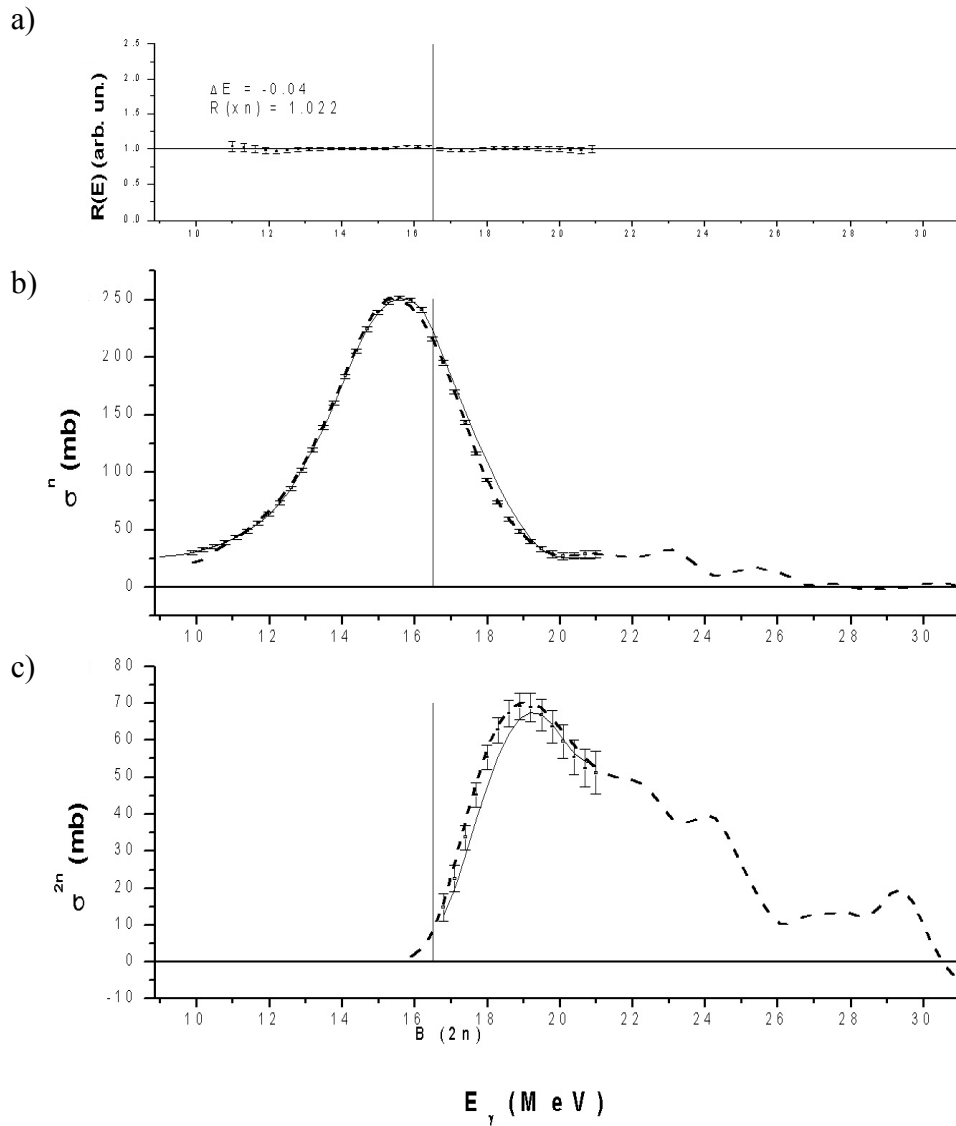 a)
R(E) (arb. un.)
2.5
2.0
1.5
1.0
0.5
0.0
ΔE = -0.04
R(xn) = 1.022
10 12 14 16 18 20 22 24 26 28 30
b)
σⁿ (mb)
250
200
150
100
50
0
10 12 14 16 18 20 22 24 26 28 30
c)
σ²ⁿ (mb)
80
70
60
50
40
30
20
10
0
-10
10 12 14 16 18 20 22 24 26 28 30
B (2n)
E_γ (MeV)